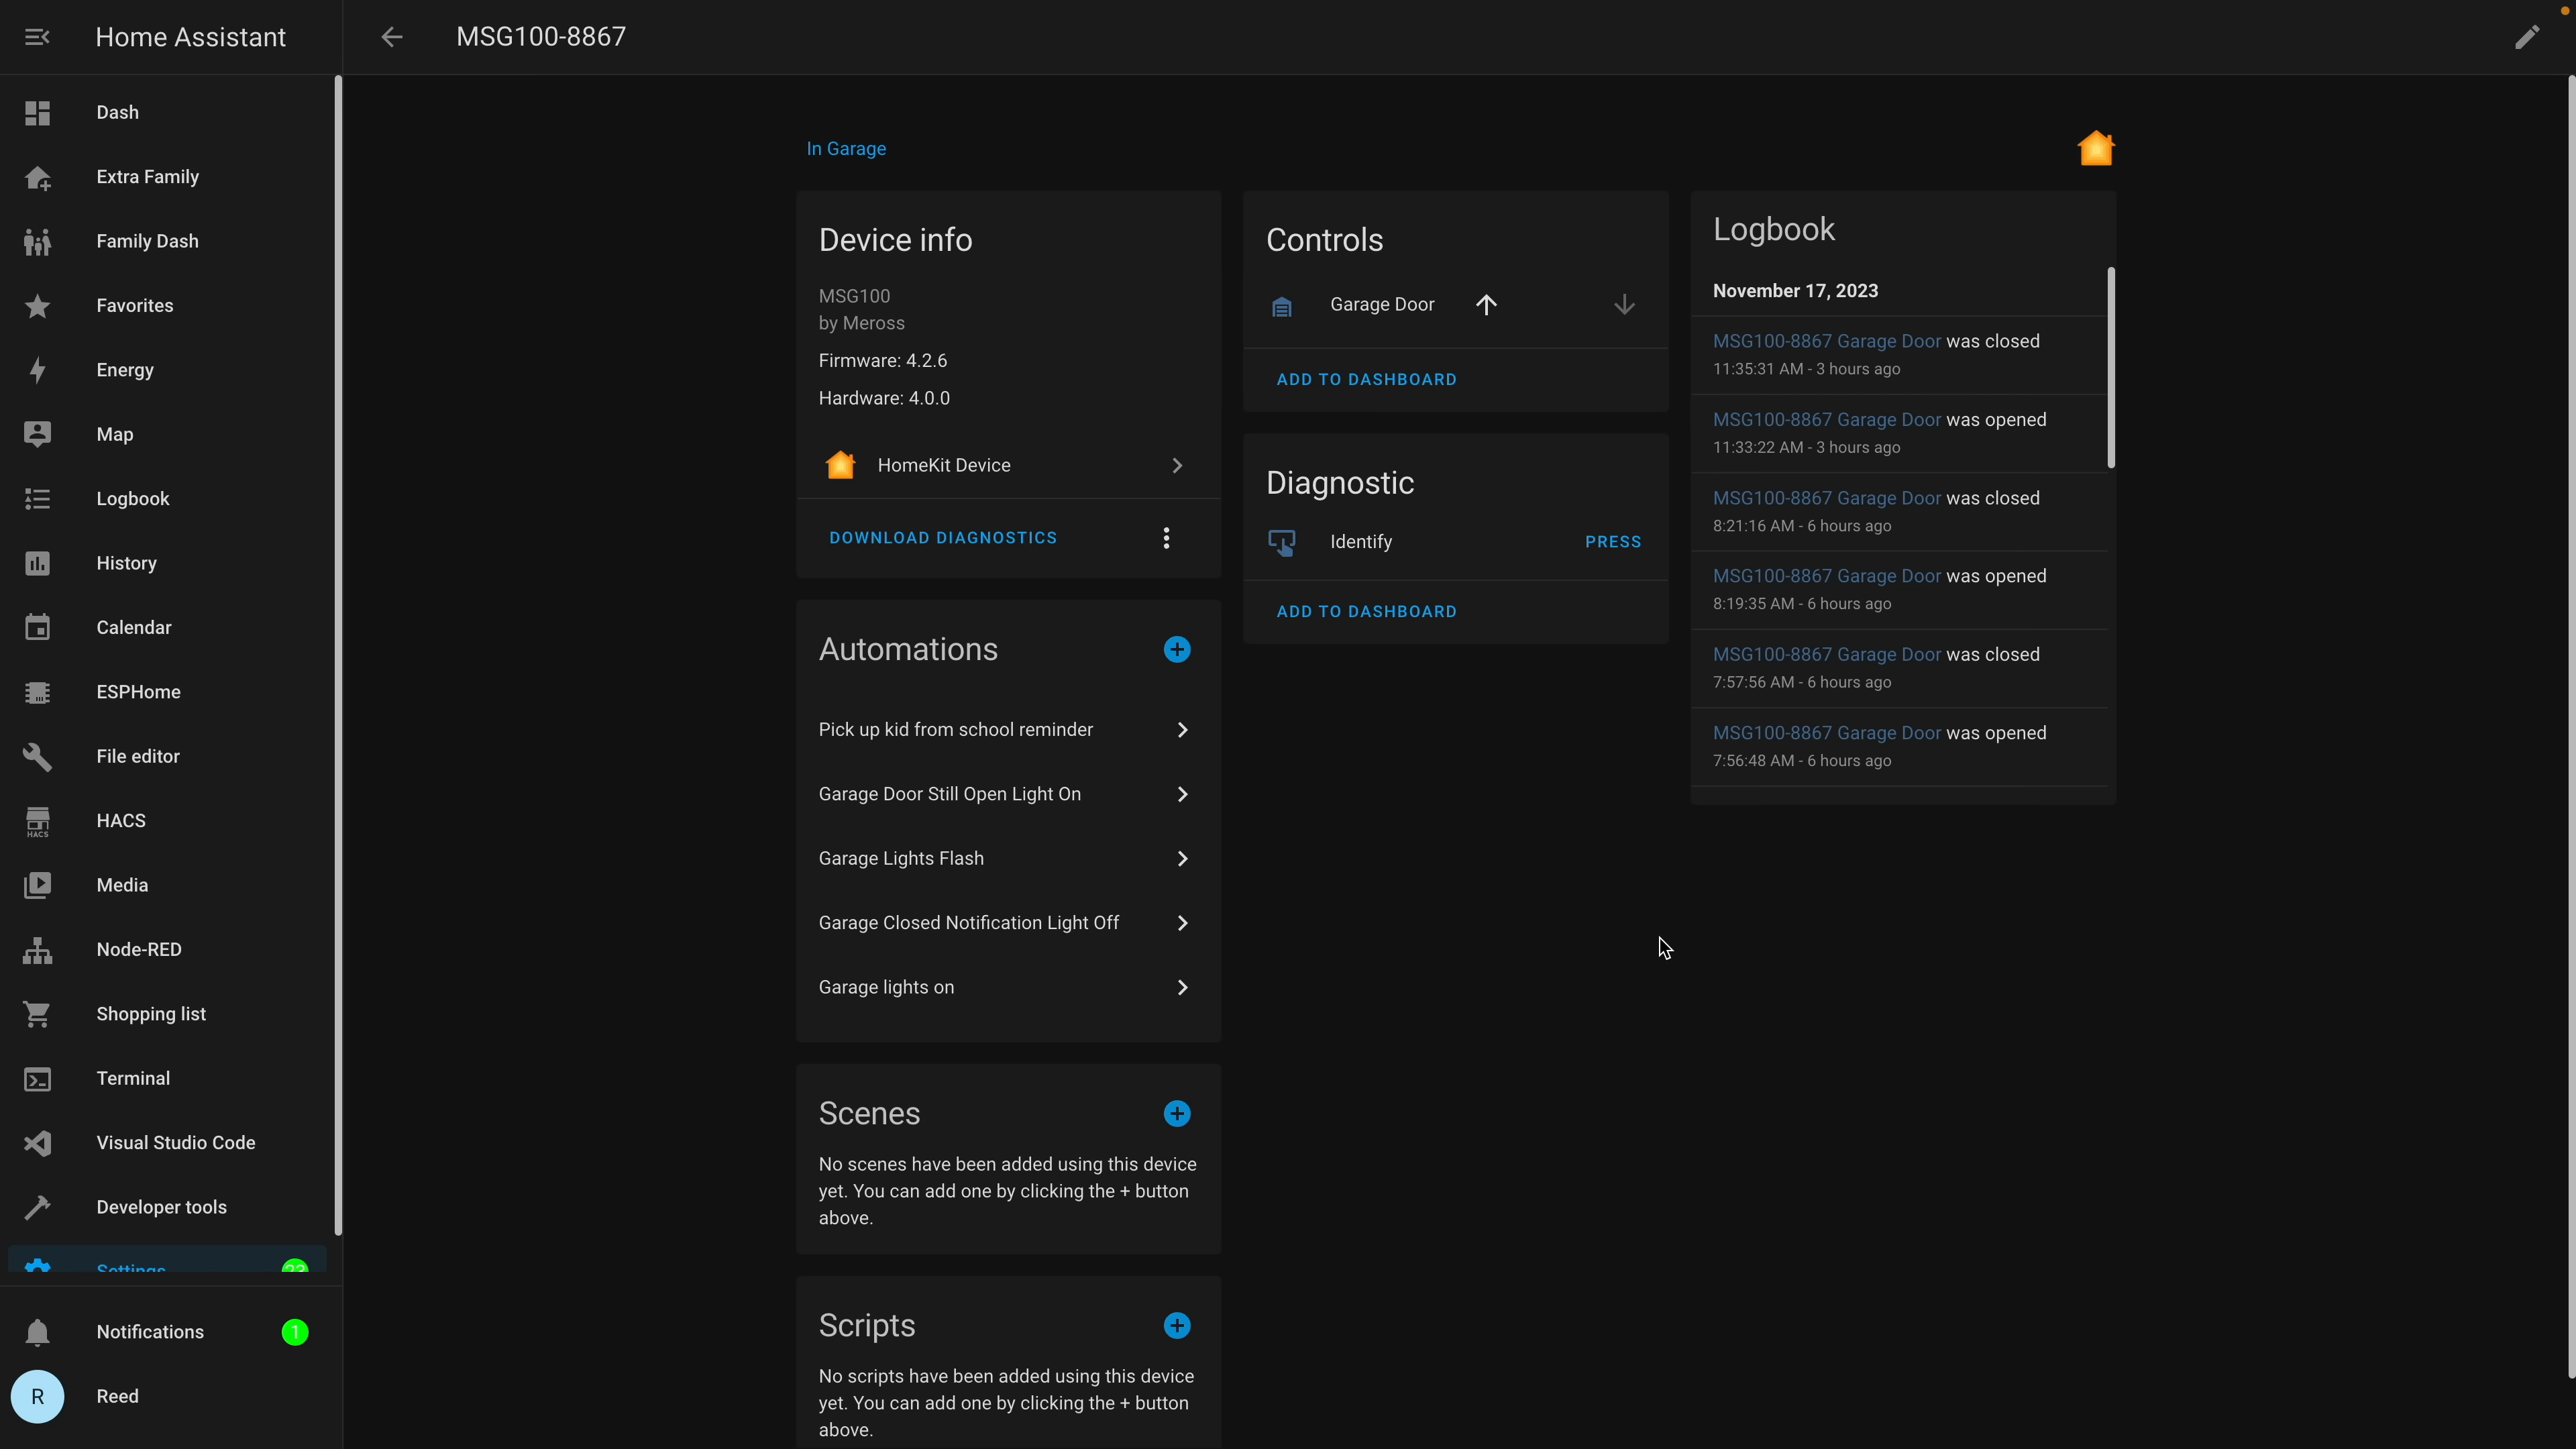 Home Assistant
MSG100-8867
Dash
Extra Family
Family Dash
Favorites
Energy
Map
Logbook
History
Calendar
ESPHome
File editor
HACS
HACS
Media
Node-RED
Shopping list
Terminal
Visual Studio Code
Developer tools
Settings
Notifications
1
R
Reed
In Garage
Device info
MSG100
by Meross
Firmware: 4.2.6
Hardware: 4.0.0
HomeKit Device
DOWNLOAD DIAGNOSTICS
Automations
Pick up kid from school reminder
Garage Door Still Open Light On
Garage Lights Flash
Garage Closed Notification Light Off
Garage lights on
Scenes
No scenes have been added using this device
yet. You can add one by clicking the + button
above.
Scripts
No scripts have been added using this device
yet. You can add one by clicking the + button
above.
Controls
Garage Door
ADD TO DASHBOARD
Diagnostic
Identify
PRESS
ADD TO DASHBOARD
Logbook
November 17, 2023
MSG100-8867 Garage Door was closed
11:35:31 AM - 3 hours ago
MSG100-8867 Garage Door was opened
11:33:22 AM - 3 hours ago
MSG100-8867 Garage Door was closed
8:21:16 AM - 6 hours ago
MSG100-8867 Garage Door was opened
8:19:35 AM - 6 hours ago
MSG100-8867 Garage Door was closed
7:57:56 AM - 6 hours ago
MSG100-8867 Garage Door was opened
7:56:48 AM - 6 hours ago